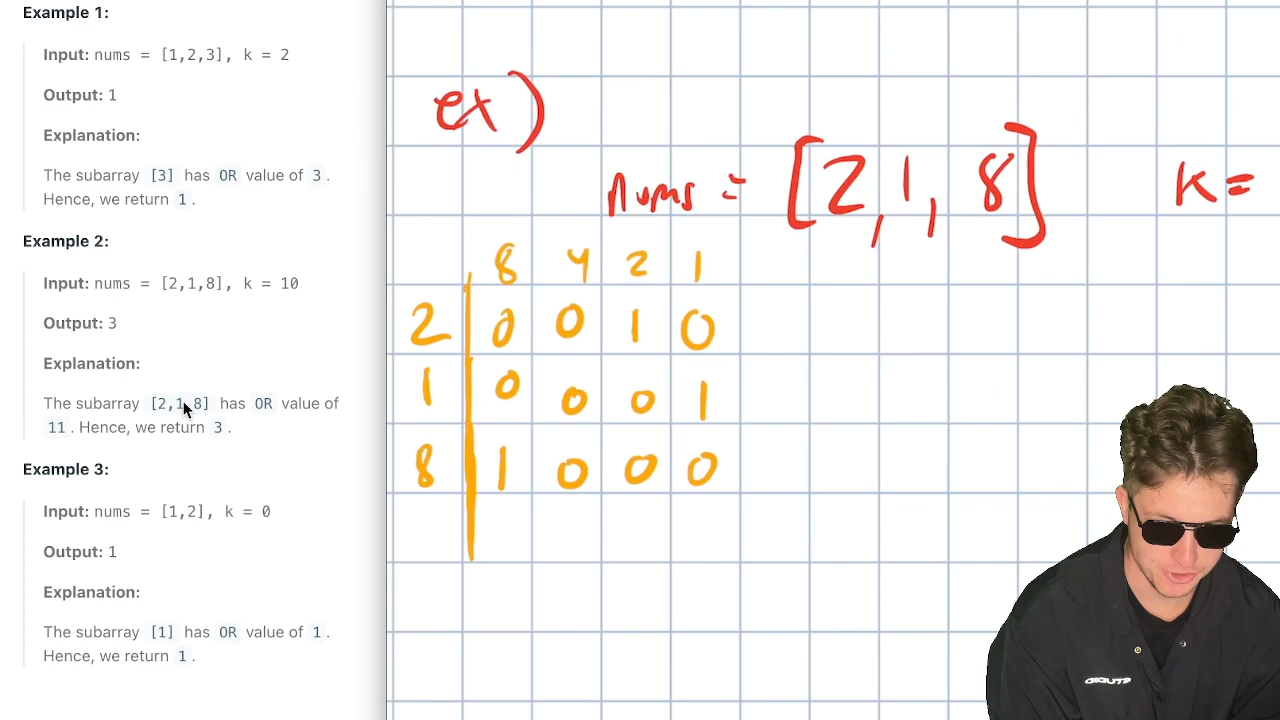 Example 1:
Input: nums = [1,2,3], k = 2
Output: 1
Explanation:
The subarray [3] has OR value of 3.
Hence, we return 1.
Example 2:
Input: nums = [2,1,8], k = 10
Output: 3
Explanation:
The subarray [2,1,8] has OR value of
11. Hence, we return 3.
Example 3:
Input: nums = [1,2], k = 0
Output: 1
Explanation:
The subarray [1] has OR value of 1.
Hence, we return 1.
ex)
nums = [2,1,8] k =
8 4 2 1
2 0 0 1 0
1 0 0 0 1
8 1 0 0 0